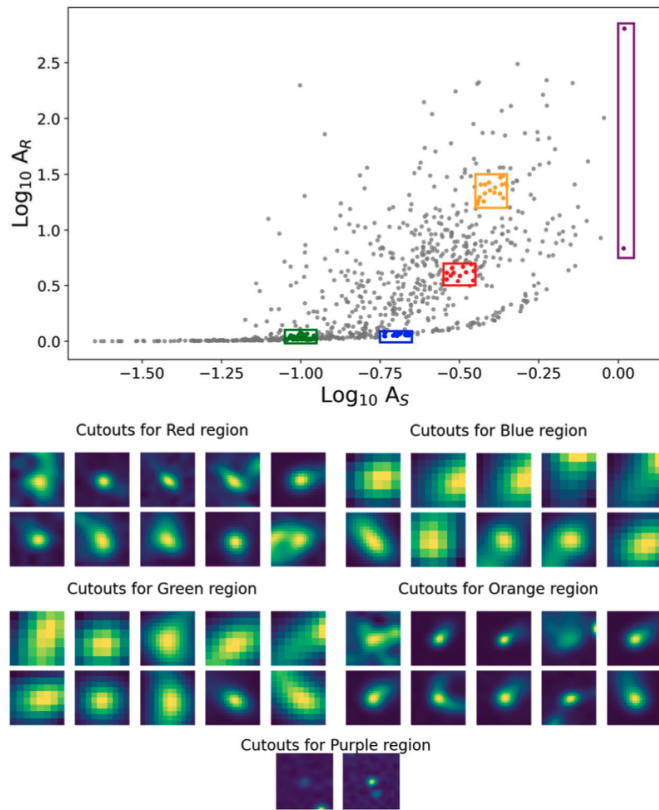 2.5
2.0
1.5
1.0
0.5
0.0
Log₁₀ A_R
−1.50 −1.25 −1.00 −0.75 −0.50 −0.25 0.00
Log₁₀ A_S
Cutouts for Red region
Cutouts for Blue region
Cutouts for Green region
Cutouts for Orange region
Cutouts for Purple region